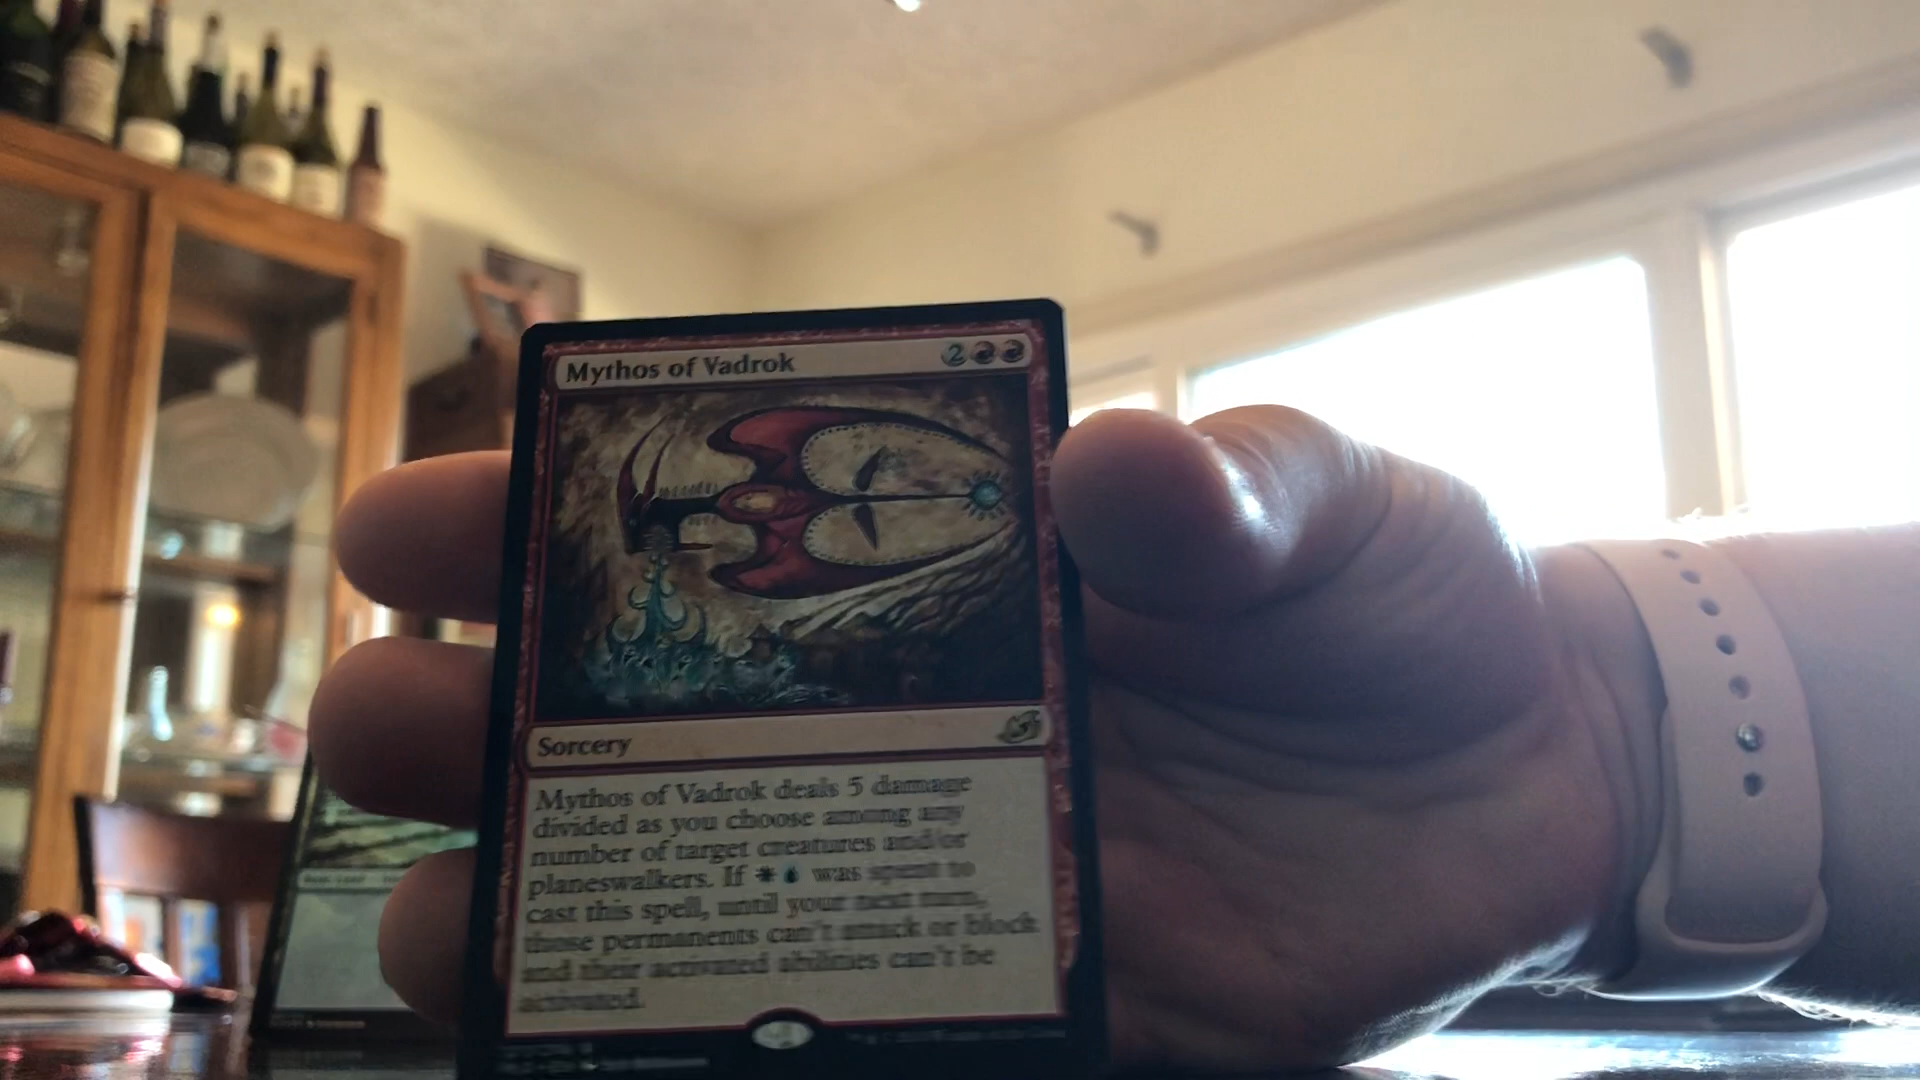 Mythos of Vadrok 2
Sorcery
Mythos of Vadrok deals 5 damage
divided as you choose among any
number of target creatures and/or
planeswalkers. If was spent to
cast this spell, until your next turn,
those permanents can't attack or block
and their activated abilities can't be
activated.